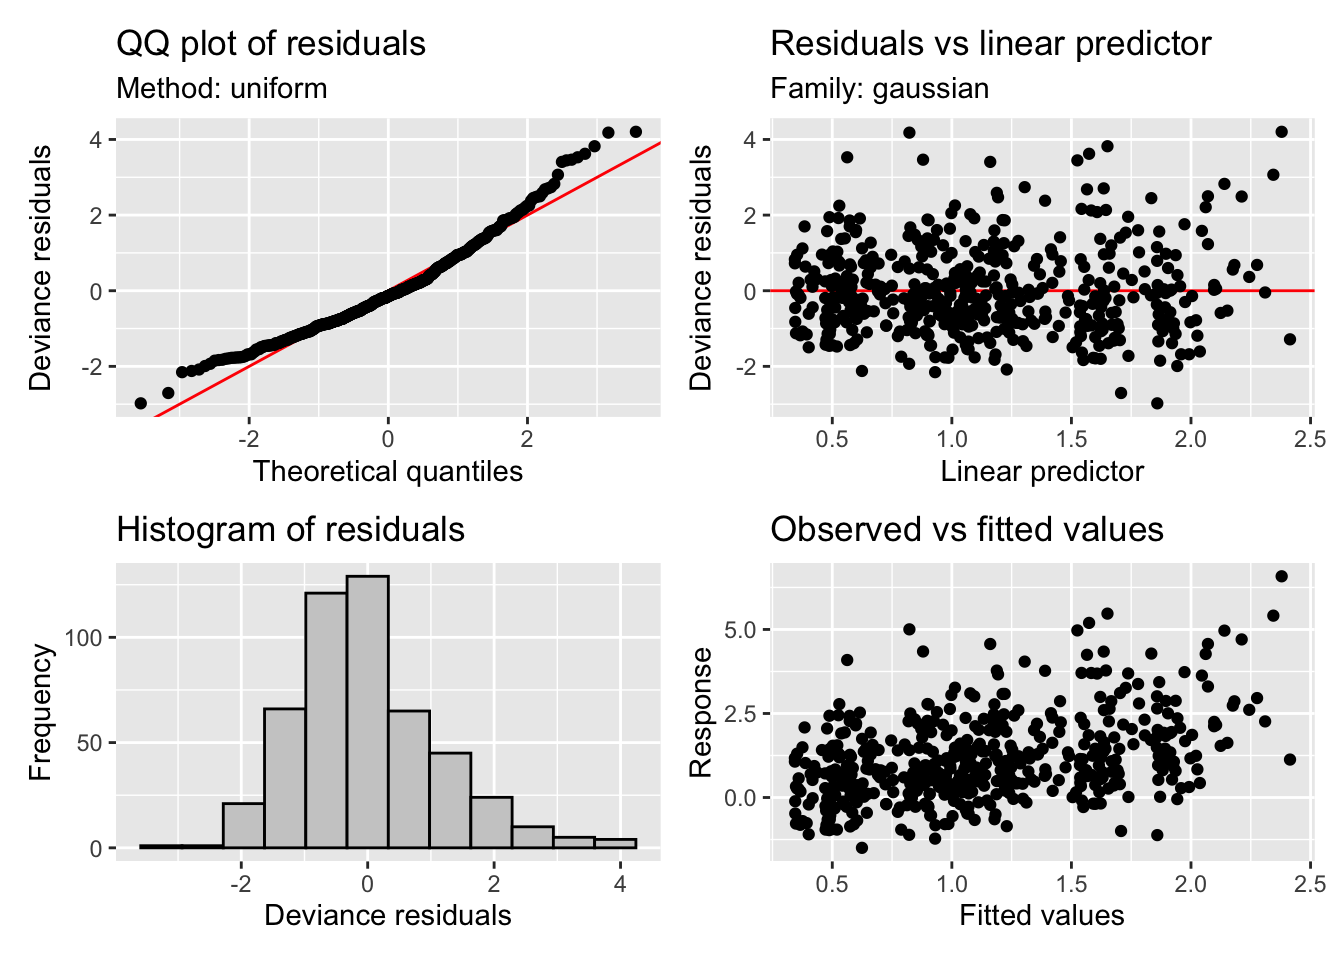 QQ plot of residuals
Method: uniform
Deviance residuals
4
2
0
-2
-2
0
2
Theoretical quantiles
Residuals vs linear predictor
Family: gaussian
Deviance residuals
4
2
0
-2
0.5
1.0
1.5
2.0
2.5
Linear predictor
Histogram of residuals
Frequency
100
50
0
-2
0
2
4
Deviance residuals
Observed vs fitted values
Response
5.0
2.5
0.0
0.5
1.0
1.5
2.0
2.5
Fitted values